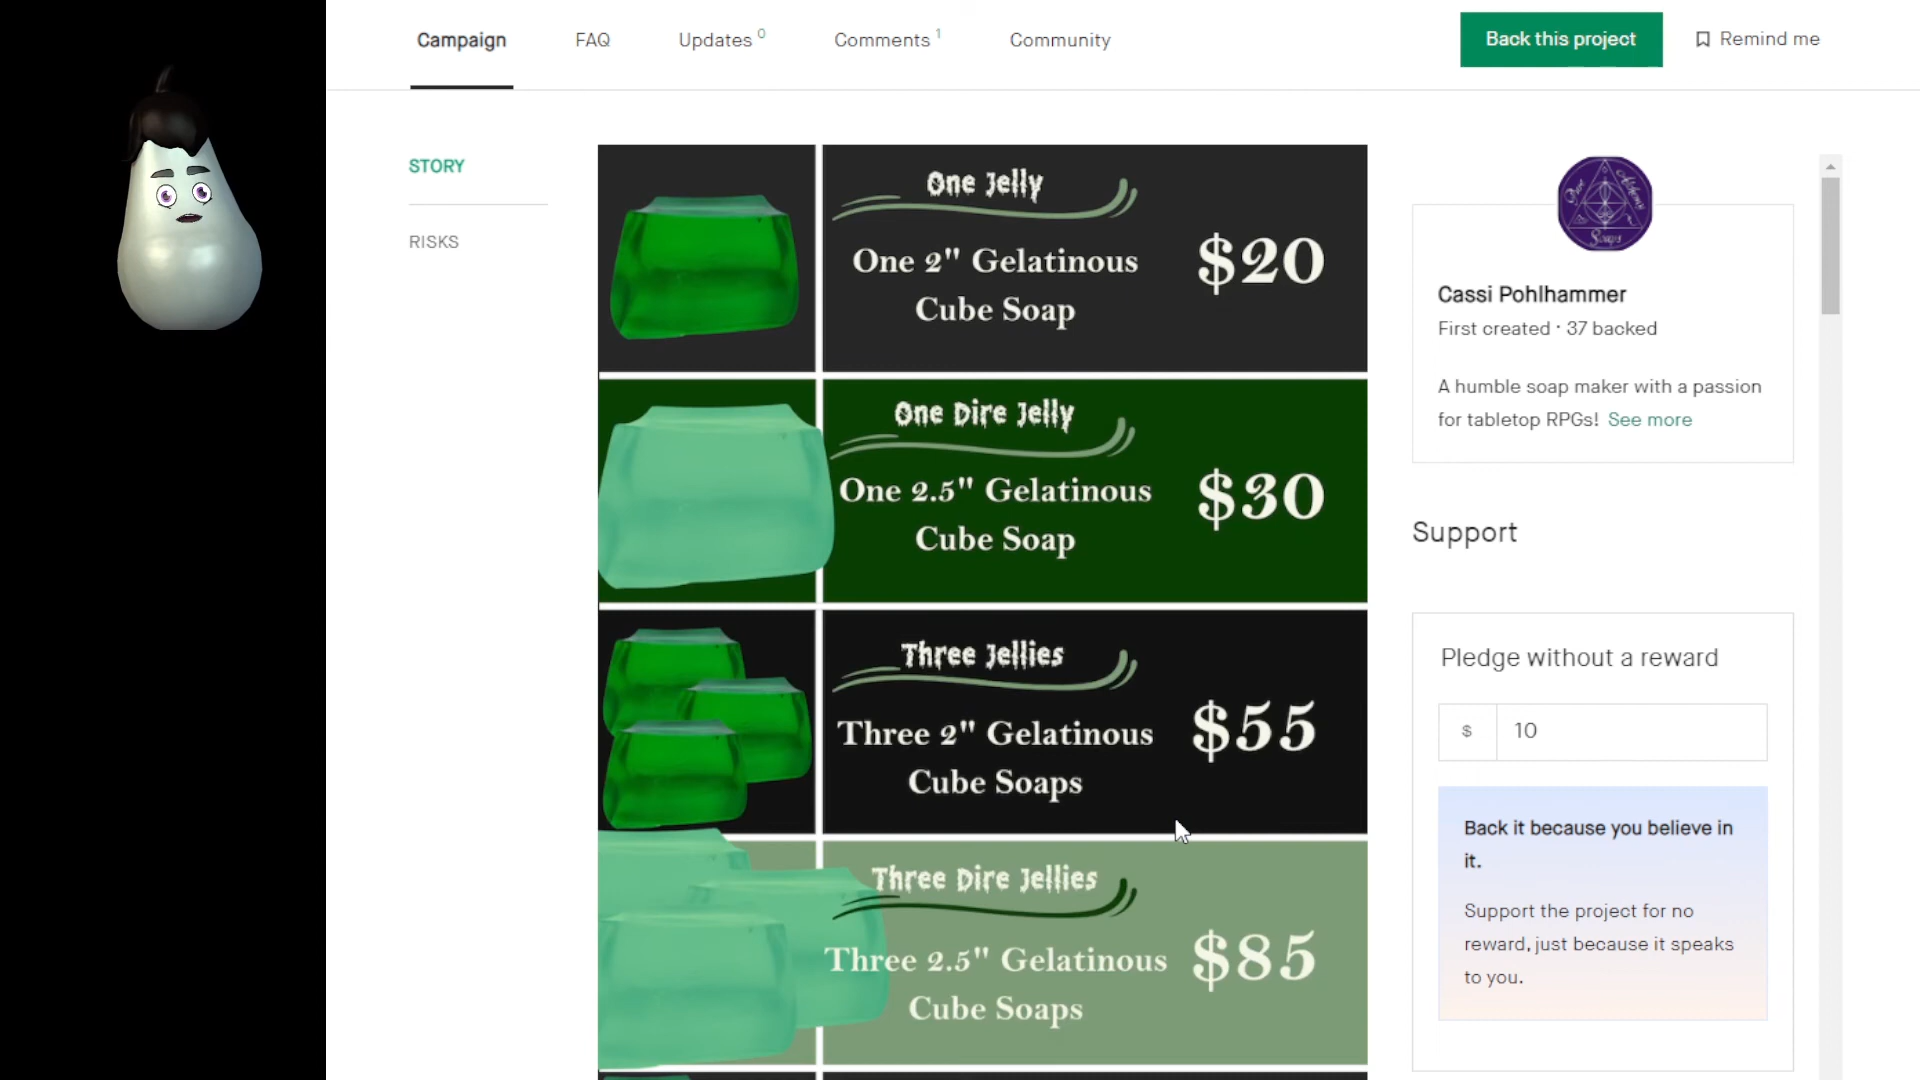 Campaign
FAQ
Updates 0
Comments 1
Community
Back this project
Remind me
STORY
RISKS
One Jelly
One 2" Gelatinous
Cube Soap
$20
One Dire Jelly
One 2.5" Gelatinous
Cube Soap
$30
Three Jellies
Three 2" Gelatinous
Cube Soaps
$55
Three Dire Jellies
Three 2.5" Gelatinous
Cube Soaps
$85
Soaps
Cassi Pohlhammer
First created · 37 backed
A humble soap maker with a passion
for tabletop RPGs! See more
Support
Pledge without a reward
$ 10
Back it because you believe in
it.
Support the project for no
reward, just because it speaks
to you.